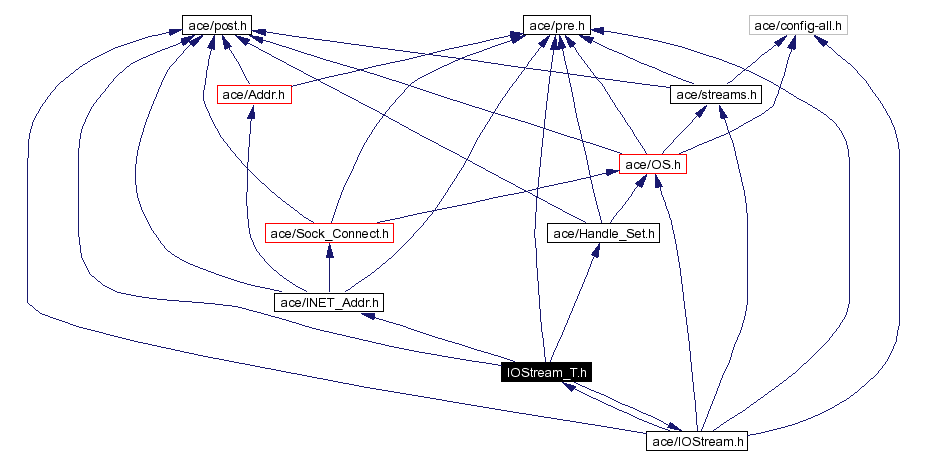 ace/post.h
ace/pre.h
ace/config-all.h
ace/Addr.h
ace/streams.h
ace/OS.h
ace/Sock_Connect.h
ace/Handle_Set.h
ace/INET_Addr.h
IOStream_T.h
ace/IOStream.h